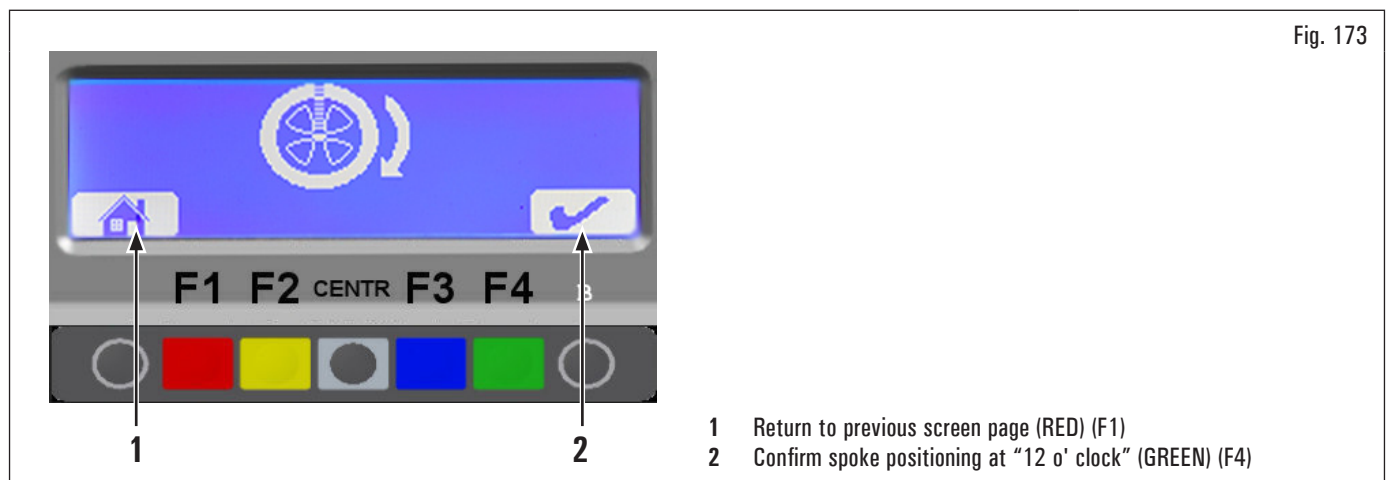 Fig. 173
F1 F2 CENTR F3 F4 B
1 2
1 Return to previous screen page (RED) (F1)
2 Confirm spoke positioning at “12 o' clock” (GREEN) (F4)